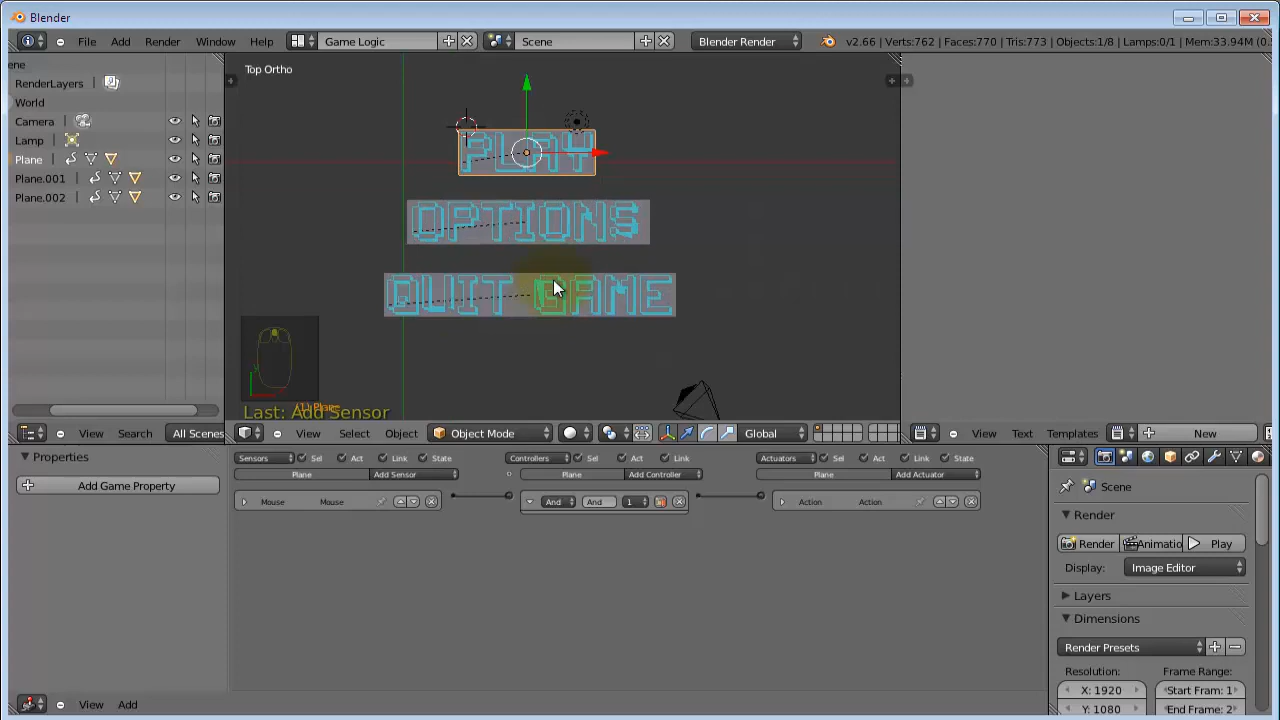 Blender
File Add Render Window Help Game Logic Scene Blender Render v2.66 | Verts:762 | Faces:770 | Tris:773 | Objects:1/8 | Lamps:0/1 | Mem:33.94M
ene
RenderLayers
World
Camera
Lamp
Plane
Plane.001
Plane.002
Top Ortho
PLAY
OPTIONS
QUIT GAME
(1) Plane
Last: Add Sensor
View Search All Scenes
View Select Object Object Mode Global
View Text Templates New
Properties
Add Game Property
Sensors Sel Act Link State Controllers Sel Act Link Actuators Sel Act Link State
Plane Add Sensor Plane Add Controller Plane Add Actuator
Mouse Mouse And And 1 Action Action
Scene
Render
Render Animatio Play
Display: Image Editor
Layers
Dimensions
Render Presets
Resolution: Frame Range:
X: 1920 Start Fram: 1
Y: 1080 End Frame: 2
View Add